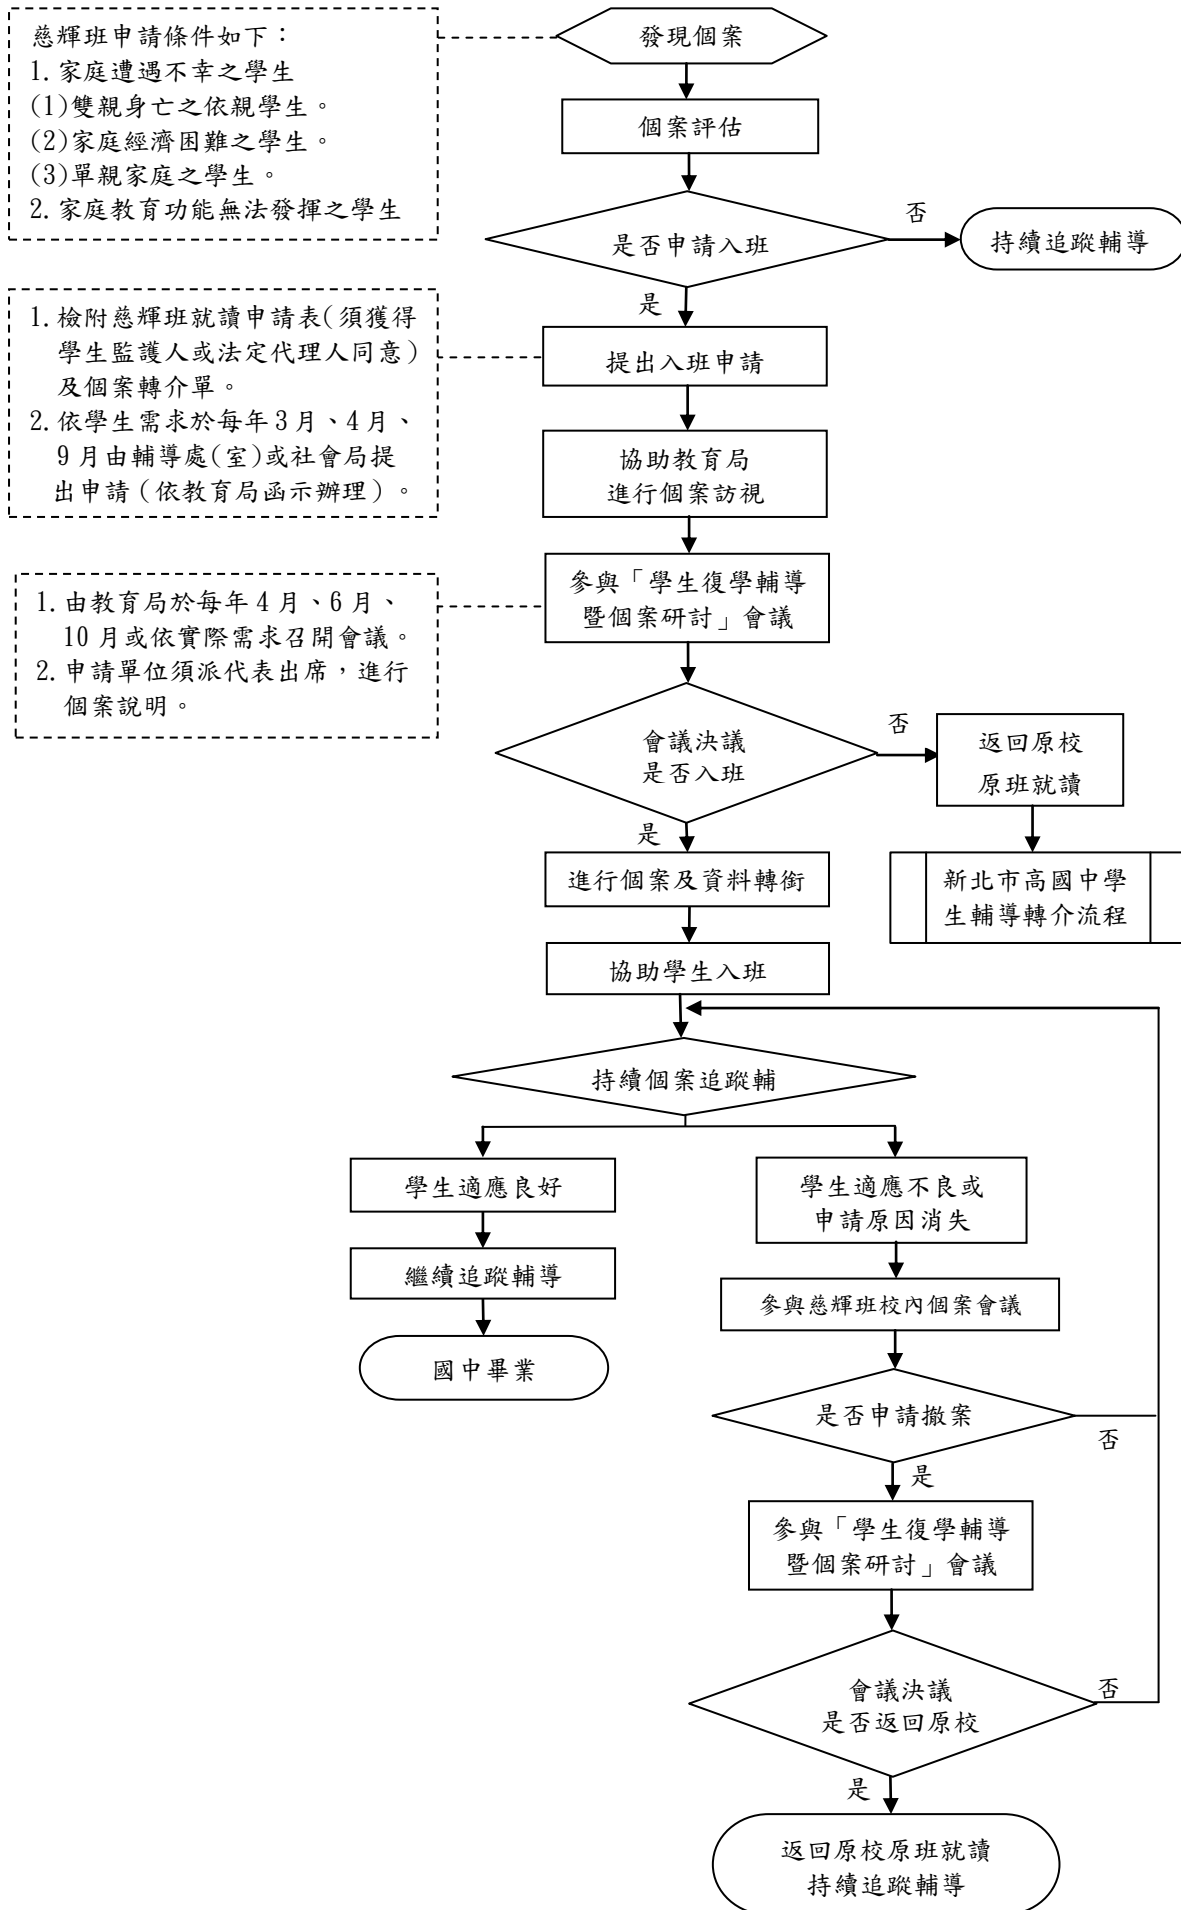 慈輝班申請條件如下：
1. 家庭遭遇不幸之學生
(1)雙親身亡之依親學生。
(2)家庭經濟困難之學生。
(3)單親家庭之學生。
2. 家庭教育功能無法發揮之學生
發現個案
個案評估
是否申請入班
否
持續追蹤輔導
是
1. 檢附慈輝班就讀申請表(須獲得
學生監護人或法定代理人同意)
及個案轉介單。
2. 依學生需求於每年3月、4月、
9月由輔導處(室)或社會局提
出申請(依教育局函示辦理)。
提出入班申請
協助教育局
進行個案訪視
1. 由教育局於每年4月、6月、
10月或依實際需求召開會議。
2. 申請單位須派代表出席，進行
個案說明。
參與「學生復學輔導
暨個案研討」會議
會議決議
是否入班
否
返回原校
原班就讀
新北市高國中學
生輔導轉介流程
是
進行個案及資料轉銜
協助學生入班
持續個案追蹤輔
學生適應良好
繼續追蹤輔導
國中畢業
學生適應不良或
申請原因消失
參與慈輝班校內個案會議
是否申請撤案
否
是
參與「學生復學輔導
暨個案研討」會議
會議決議
是否返回原校
否
是
返回原校原班就讀
持續追蹤輔導